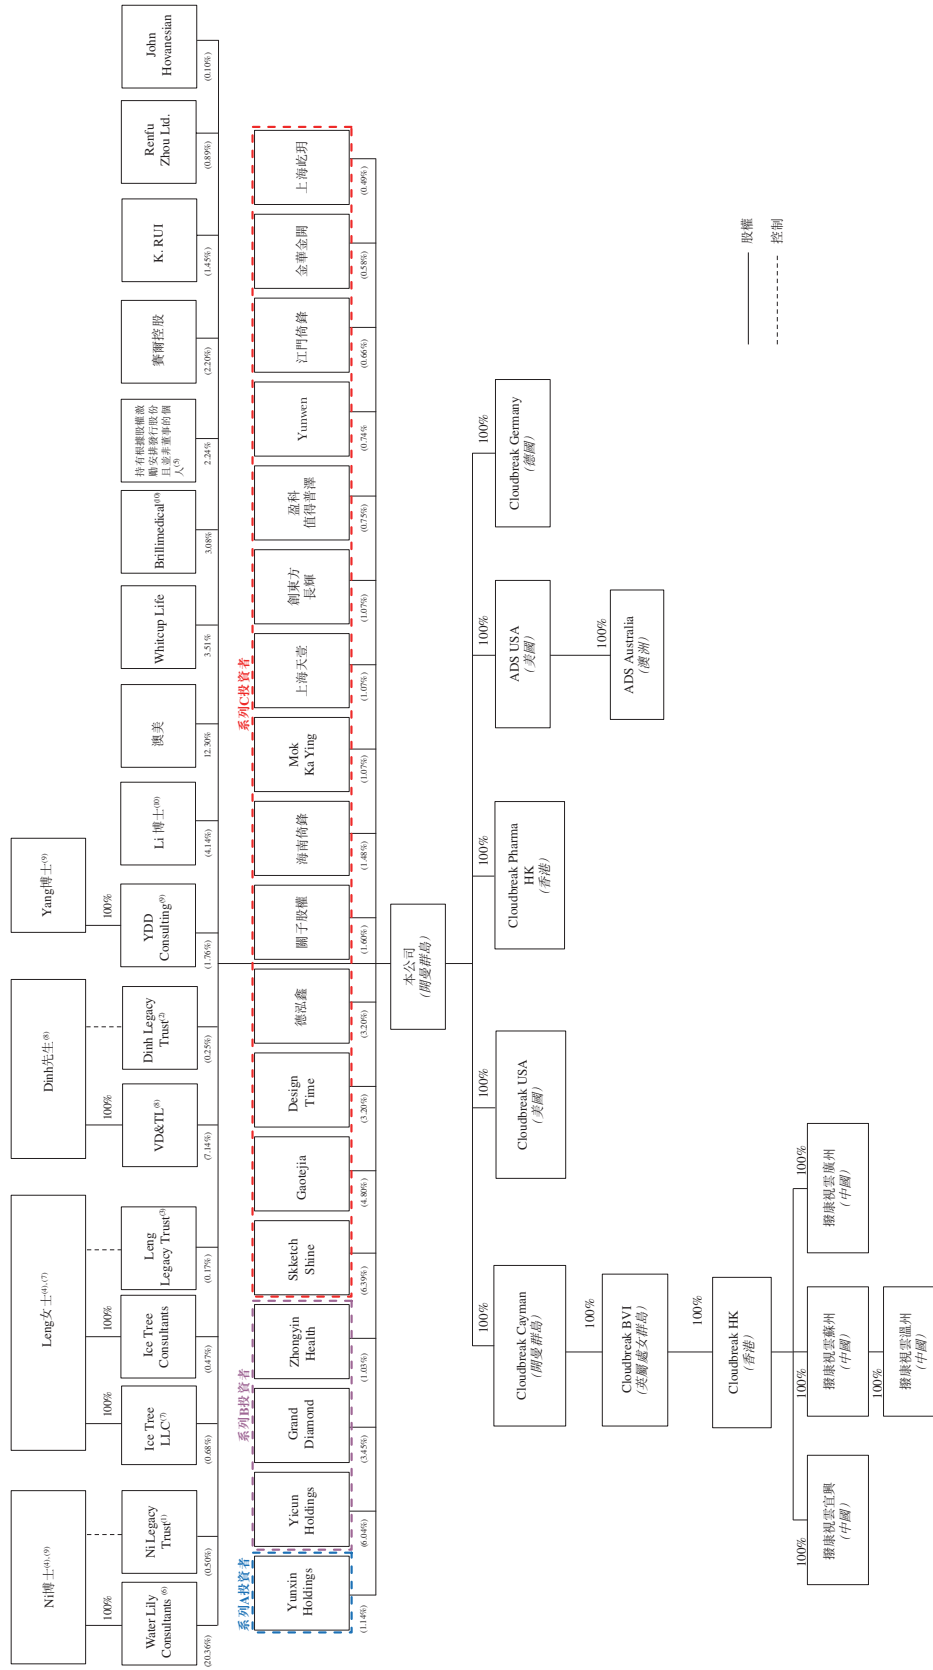 Ni博士⁽⁴⁾,⁽⁹⁾
Leng女士⁽⁴⁾,⁽⁷⁾
Dinh先生⁽⁸⁾
Yang博士⁽⁹⁾
100%
100%
100%
100%
100%
Water Lily
Consultants ⁽⁶⁾
Ni Legacy
Trust⁽¹⁾
Ice Tree
LLC⁽⁷⁾
Ice Tree
Consultants
Leng
Legacy Trust⁽³⁾
VD&TL⁽⁸⁾
Dinh Legacy
Trust⁽²⁾
YDD
Consulting⁽⁹⁾
Li 博士⁽¹⁰⁾
澳美
Whitcup Life
Brillimedical⁽¹⁰⁾
持有根據股權激
勵安排發行股份
且並非董事的個
人⁽⁵⁾
賽爾控股
K. RUI
Renfu
Zhou Ltd.
John
Hovanesian
(20.36%)
(0.50%)
(0.68%)
(0.47%)
(0.17%)
(7.14%)
(0.25%)
(1.76%)
(4.14%)
12.30%
3.51%
3.08%
2.24%
(2.20%)
(1.45%)
(0.89%)
(0.10%)
系列A投資者
系列B投資者
系列C投資者
Yunxin
Holdings
Yicun
Holdings
Grand
Diamond
Zhongyin
Health
Skketch
Shine
Gaotejia
Design
Time
德泓鑫
關子股權
海南倚鋒
Mok
Ka Ying
上海天壹
創東方
長輝
盈科
值得普澤
Yunwen
江門倚鋒
金華金開
上海屹玥
(1.14%)
(6.04%)
(3.45%)
(1.03%)
(6.39%)
(4.80%)
(3.20%)
(3.20%)
(1.60%)
(1.48%)
(1.07%)
(1.07%)
(1.07%)
(0.75%)
(0.74%
(0.66%)
(0.58%)
(0.49%)
本公司
(開曼群島)
100%
100%
100%
100%
100%
Cloudbreak Cayman
(開曼群島)
Cloudbreak USA
(美國)
Cloudbreak Pharma
HK
(香港)
ADS USA
(美國)
Cloudbreak Germany
(德國)
100%
100%
Cloudbreak BVI
(英屬處女群島)
ADS Australia
(澳洲)
100%
Cloudbreak HK
(香港)
100%
100%
100%
撥康視雲宜興
(中國)
撥康視雲蘇州
(中國)
撥康視雲廣州
(中國)
100%
撥康視雲溫州
(中國)
股權
控制